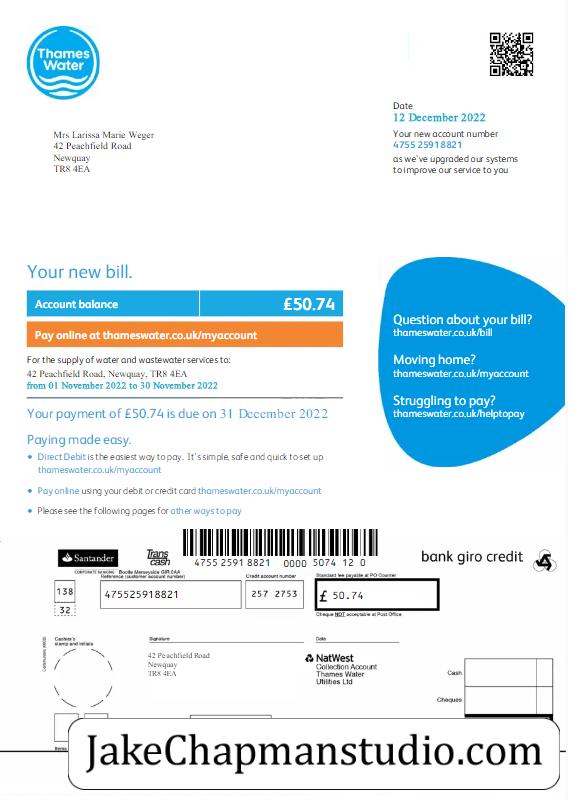 Thames
Water
Date
12 December 2022
Your new account number
4755 25918821
as we've upgraded our systems
to improve our service to you
Mrs Larissa Marie Weger
42 Peachfield Road
Newquay
TR8 4EA
Your new bill.
Account balance £50.74
Pay online at thameswater.co.uk/myaccount
For the supply of water and wastewater services to:
42 Peachfield Road, Newquay, TR8 4EA
from 01 November 2022 to 30 November 2022
Your payment of £50.74 is due on 31 December 2022
Paying made easy.
• Direct Debit is the easiest way to pay. It's simple, safe and quick to set up
thameswater.co.uk/myaccount
• Pay online using your debit or credit card thameswater.co.uk/myaccount
• Please see the following pages for other ways to pay
Question about your bill?
thameswater.co.uk/bill
Moving home?
thameswater.co.uk/myaccount
Struggling to pay?
thameswater.co.uk/helptopay
Santander
Trans
cash
4755 2591 8821 0000 5074 12 0
bank giro credit
CORPORATE BANKING Bootle Merseyside GIR 0AA
Reference (customer account number)
Credit account number
Standard fee payable at PO Counter
138
32
475525918821
257 2753
£ 50.74
Cheque NOT acceptable at Post Office
Cashier's
stamp and initials
Signature
Date
42 Peachfield Road
Newquay
TR8 4EA
NatWest
Collection Account
Thames Water
Utilities Ltd
Cash
Cheques
Items
JakeChapmanstudio.com